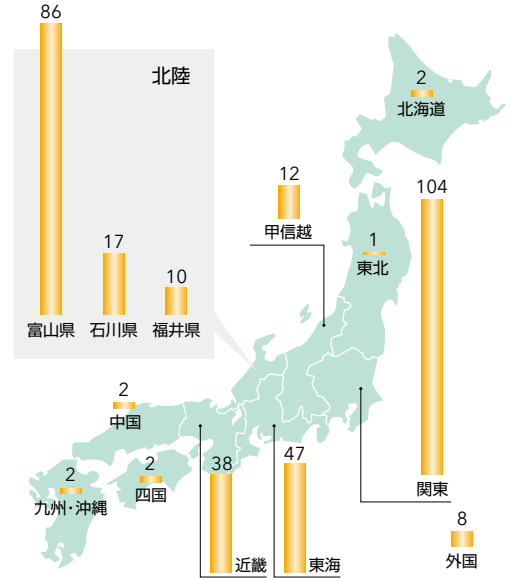 86
北陸
17
10
富山県 石川県 福井県
2
北海道
12
甲信越
104
1
東北
関東
2
中国
2
九州・沖縄
2
四国
38
近畿
47
東海
8
外国